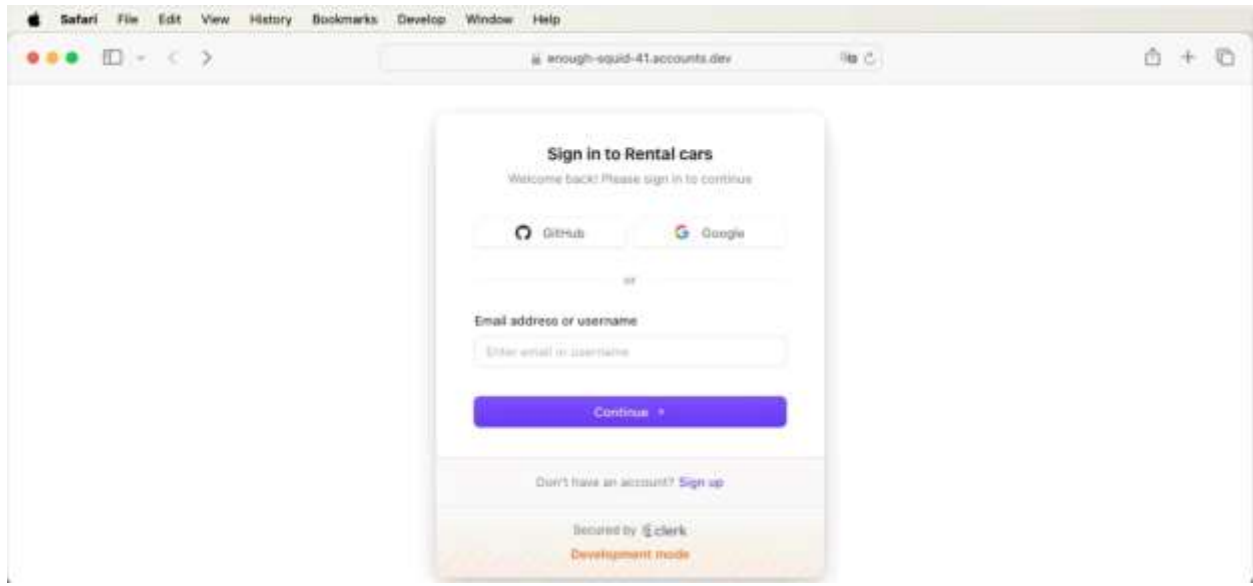 Safari File Edit View History Bookmarks Develop Window Help
enough-squid-41.accounts.dev
Sign in to Rental cars
Welcome back! Please sign in to continue
GitHub Google
or
Email address or username
Enter email or username
Continue
Don't have an account? Sign up
Secured by clerk
Development mode